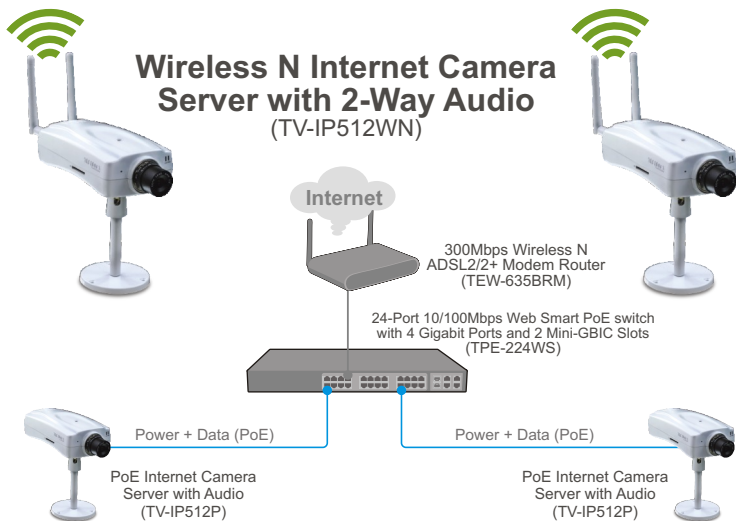 Wireless N Internet Camera
Server with 2-Way Audio
(TV-IP512WN)
Internet
300Mbps Wireless N
ADSL2/2+ Modem Router
(TEW-635BRM)
24-Port 10/100Mbps Web Smart PoE switch
with 4 Gigabit Ports and 2 Mini-GBIC Slots
(TPE-224WS)
Power + Data (PoE)
Power + Data (PoE)
PoE Internet Camera
Server with Audio
(TV-IP512P)
PoE Internet Camera
Server with Audio
(TV-IP512P)